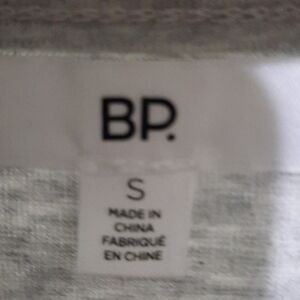 BP.
S
MADE IN
CHINA
FABRIQUÉ
EN CHINE